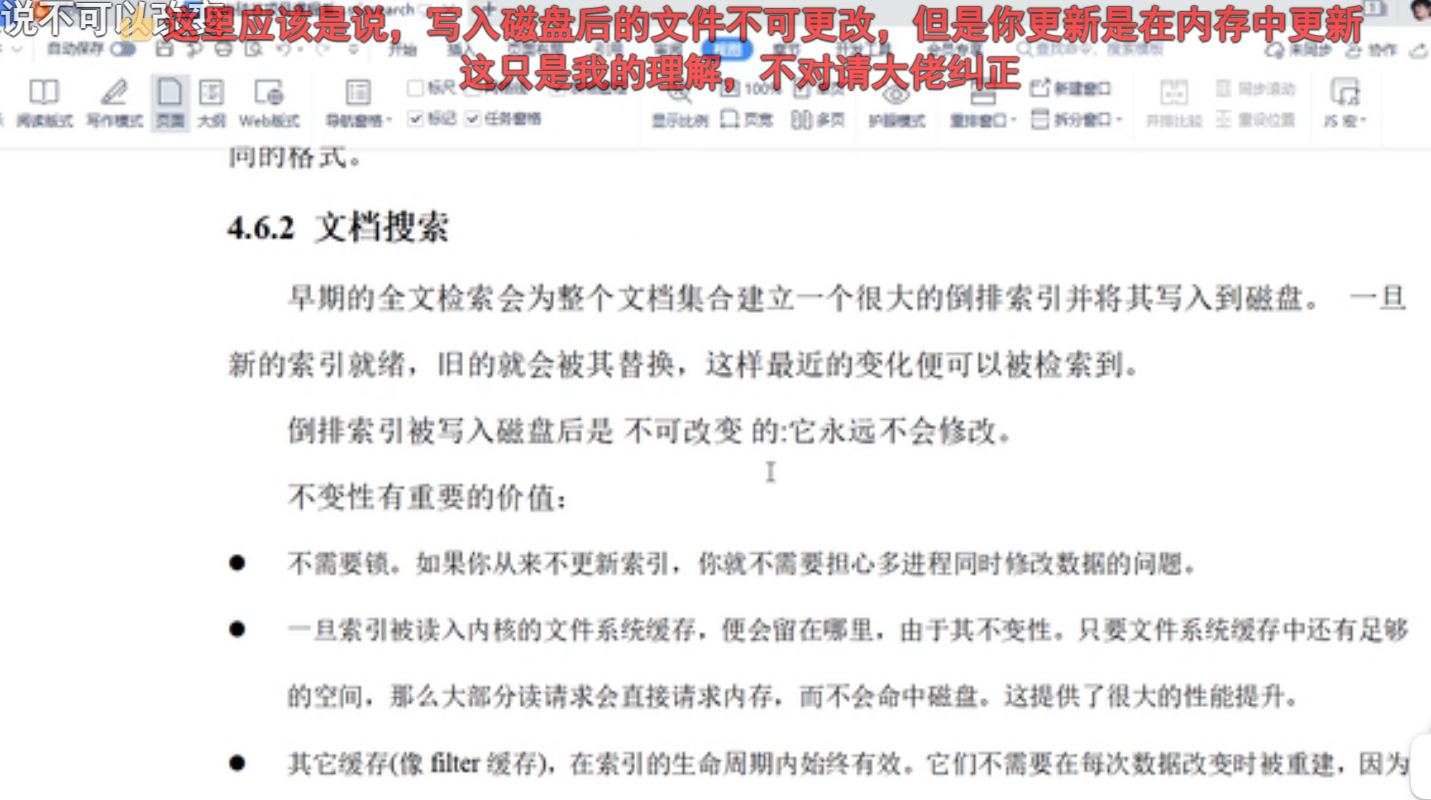 说不可以改变
这里应该是说，写入磁盘后的文件不可更改，但是你更新是在内存中更新
这只是我的理解，不对请大佬纠正
自动保存 开始 插入 视图 开发工具 会员专享 未同步 协作
标尺 100% 新建窗口 同步滚动
阅读版式 写作模式 页面 大纲 Web版式 导航窗格 标记 任务窗格 显示比例 页宽 多页 护眼模式 重排窗口 拆分窗口 并排比较 重设位置 JS 宏
同的格式。
4.6.2 文档搜索
早期的全文检索会为整个文档集合建立一个很大的倒排索引并将其写入到磁盘。 一旦
新的索引就绪，旧的就会被其替换，这样最近的变化便可以被检索到。
倒排索引被写入磁盘后是 不可改变 的:它永远不会修改。
不变性有重要的价值：
● 不需要锁。如果你从来不更新索引，你就不需要担心多进程同时修改数据的问题。
● 一旦索引被读入内核的文件系统缓存，便会留在哪里，由于其不变性。只要文件系统缓存中还有足够
的空间，那么大部分读请求会直接请求内存，而不会命中磁盘。这提供了很大的性能提升。
● 其它缓存(像 filter 缓存)，在索引的生命周期内始终有效。它们不需要在每次数据改变时被重建，因为